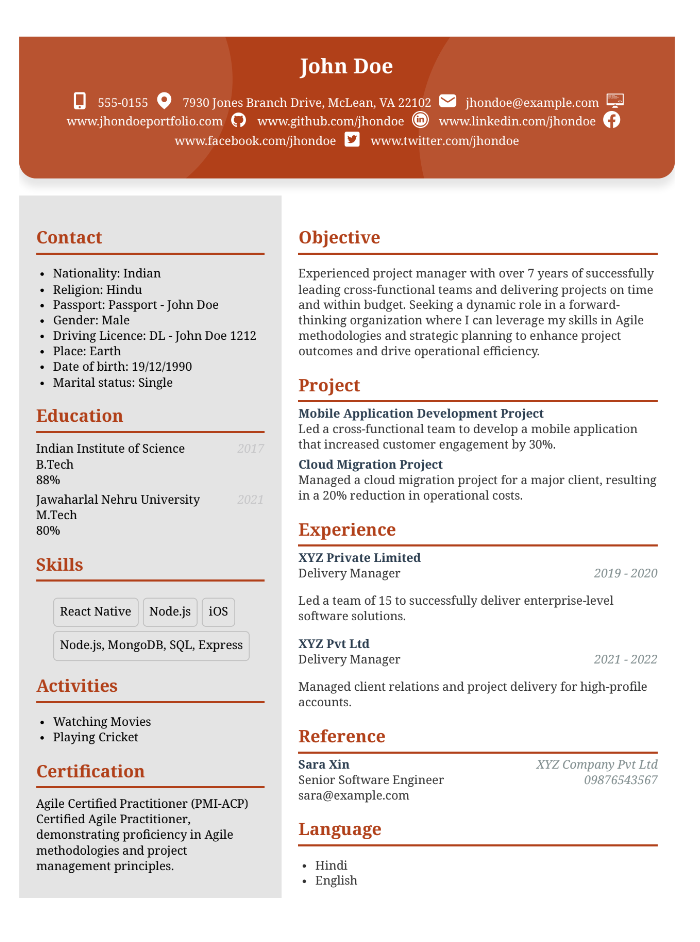 John Doe
555-0155 7930 Jones Branch Drive, McLean, VA 22102 jhondoe@example.com
www.jhondoeportfolio.com www.github.com/jhondoe www.linkedin.com/jhondoe
www.facebook.com/jhondoe www.twitter.com/jhondoe
Contact
• Nationality: Indian
• Religion: Hindu
• Passport: Passport - John Doe
• Gender: Male
• Driving Licence: DL - John Doe 1212
• Place: Earth
• Date of birth: 19/12/1990
• Marital status: Single
Education
Indian Institute of Science 2017
B.Tech
88%
Jawaharlal Nehru University 2021
M.Tech
80%
Skills
React Native Node.js iOS
Node.js, MongoDB, SQL, Express
Activities
• Watching Movies
• Playing Cricket
Certification
Agile Certified Practitioner (PMI-ACP)
Certified Agile Practitioner,
demonstrating proficiency in Agile
methodologies and project
management principles.
Objective
Experienced project manager with over 7 years of successfully
leading cross-functional teams and delivering projects on time
and within budget. Seeking a dynamic role in a forward-
thinking organization where I can leverage my skills in Agile
methodologies and strategic planning to enhance project
outcomes and drive operational efficiency.
Project
Mobile Application Development Project
Led a cross-functional team to develop a mobile application
that increased customer engagement by 30%.
Cloud Migration Project
Managed a cloud migration project for a major client, resulting
in a 20% reduction in operational costs.
Experience
XYZ Private Limited
Delivery Manager 2019 - 2020
Led a team of 15 to successfully deliver enterprise-level
software solutions.
XYZ Pvt Ltd
Delivery Manager 2021 - 2022
Managed client relations and project delivery for high-profile
accounts.
Reference
Sara Xin XYZ Company Pvt Ltd
Senior Software Engineer 09876543567
sara@example.com
Language
• Hindi
• English